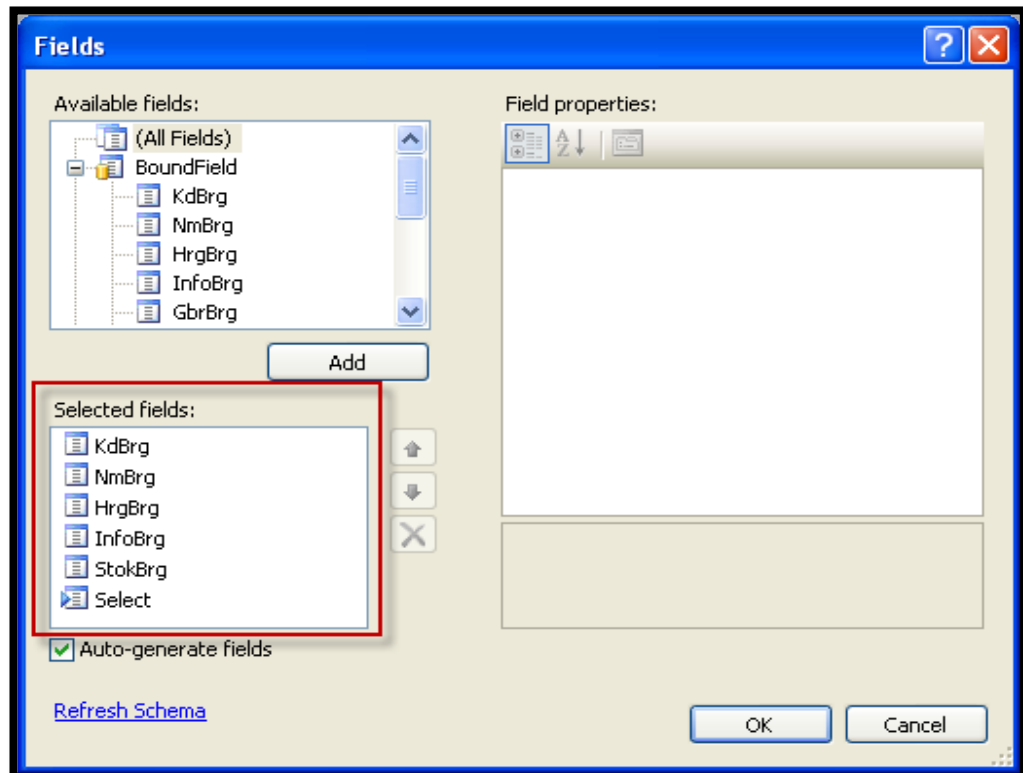 Fields
Available fields:
(All Fields)
BoundField
KdBrg
NmBrg
HrgBrg
InfoBrg
GbrBrg
Add
Selected fields:
KdBrg
NmBrg
HrgBrg
InfoBrg
StokBrg
Select
Auto-generate fields
Refresh Schema
Field properties:
OK
Cancel